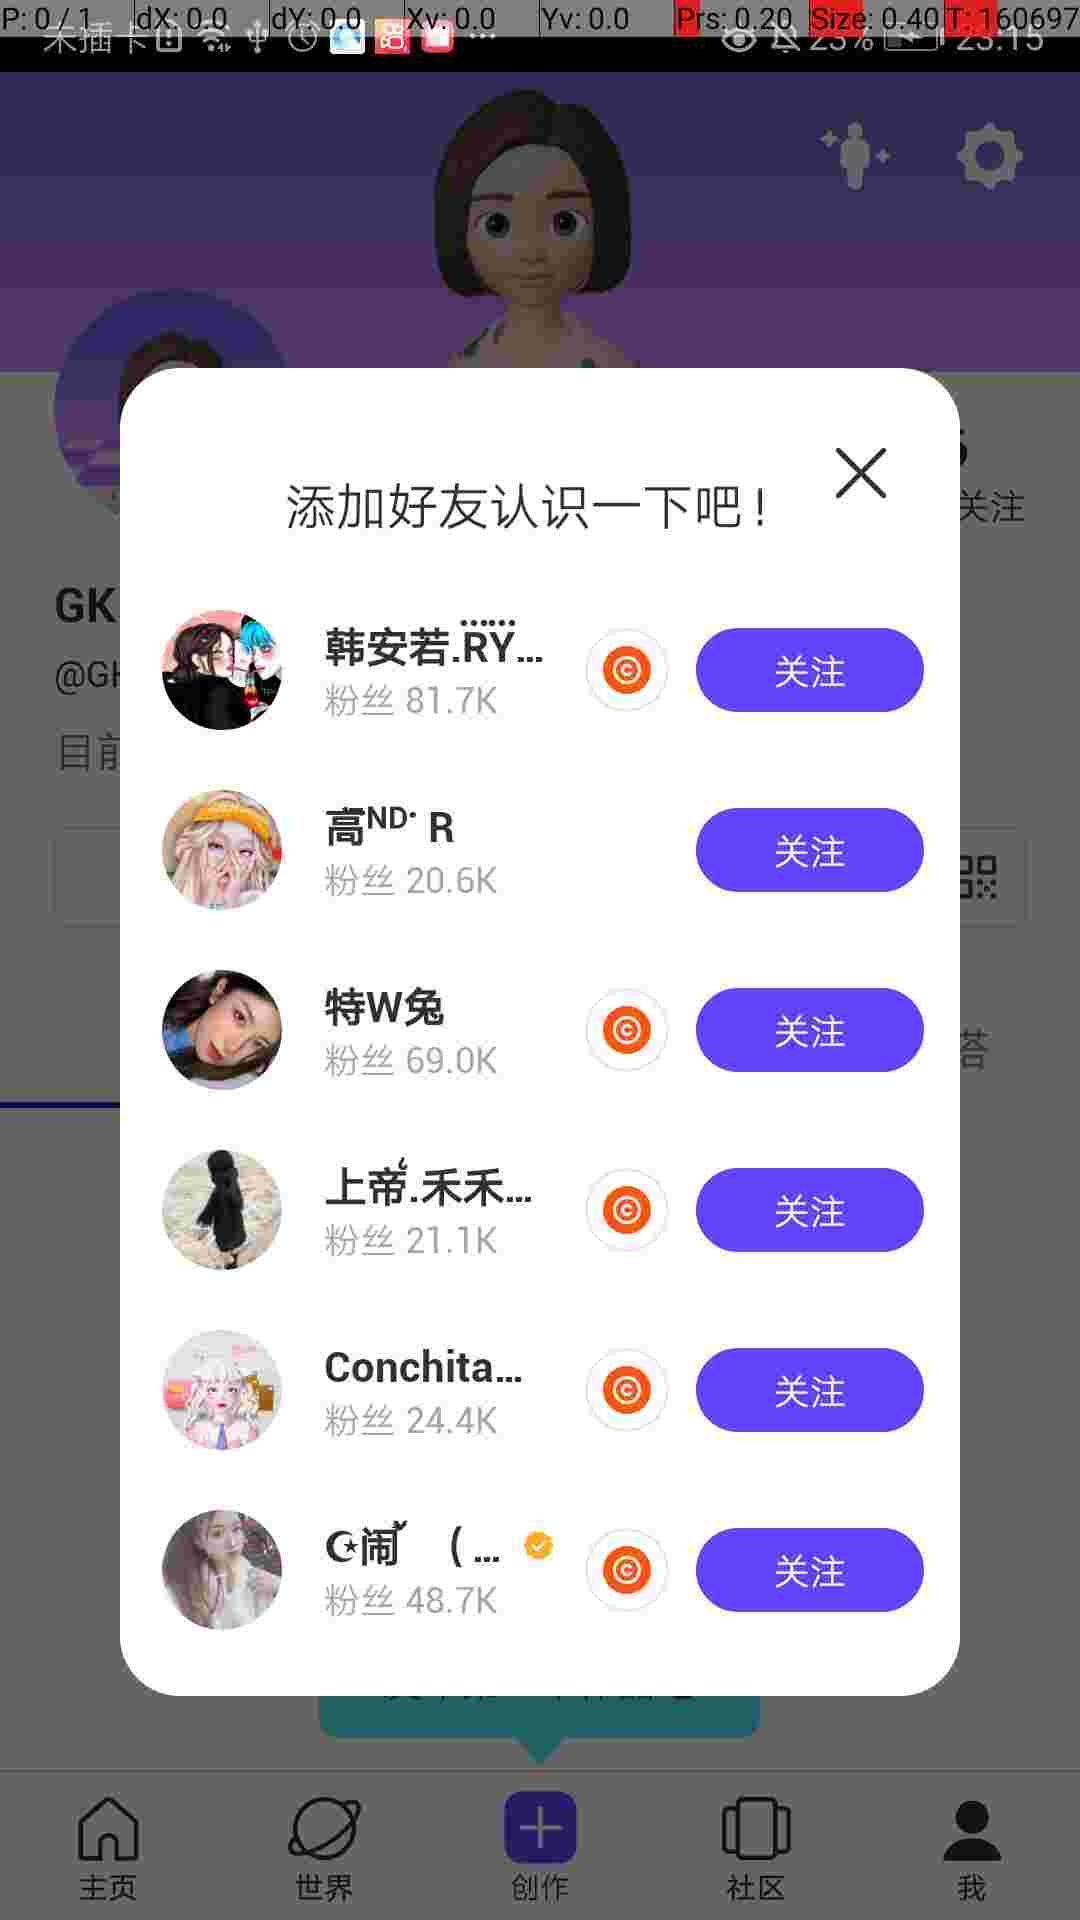 P: 0 / 1 dX: 0.0 dY: 0.0 Xv: 0.0 Yv: 0.0 Prs: 0.20 Size: 0.40 T: 160697
未插卡 23% 23:15
添加好友认识一下吧！
关注
GK
韩安若.RY...
粉丝 81.7K
关注
@GK
目前
高ᴺᴰ· R
粉丝 20.6K
关注
特W兔
粉丝 69.0K
关注
答
上帝.禾禾...
粉丝 21.1K
关注
Conchita...
粉丝 24.4K
关注
☪闹 ( ...
粉丝 48.7K
关注
主页 世界 创作 社区 我